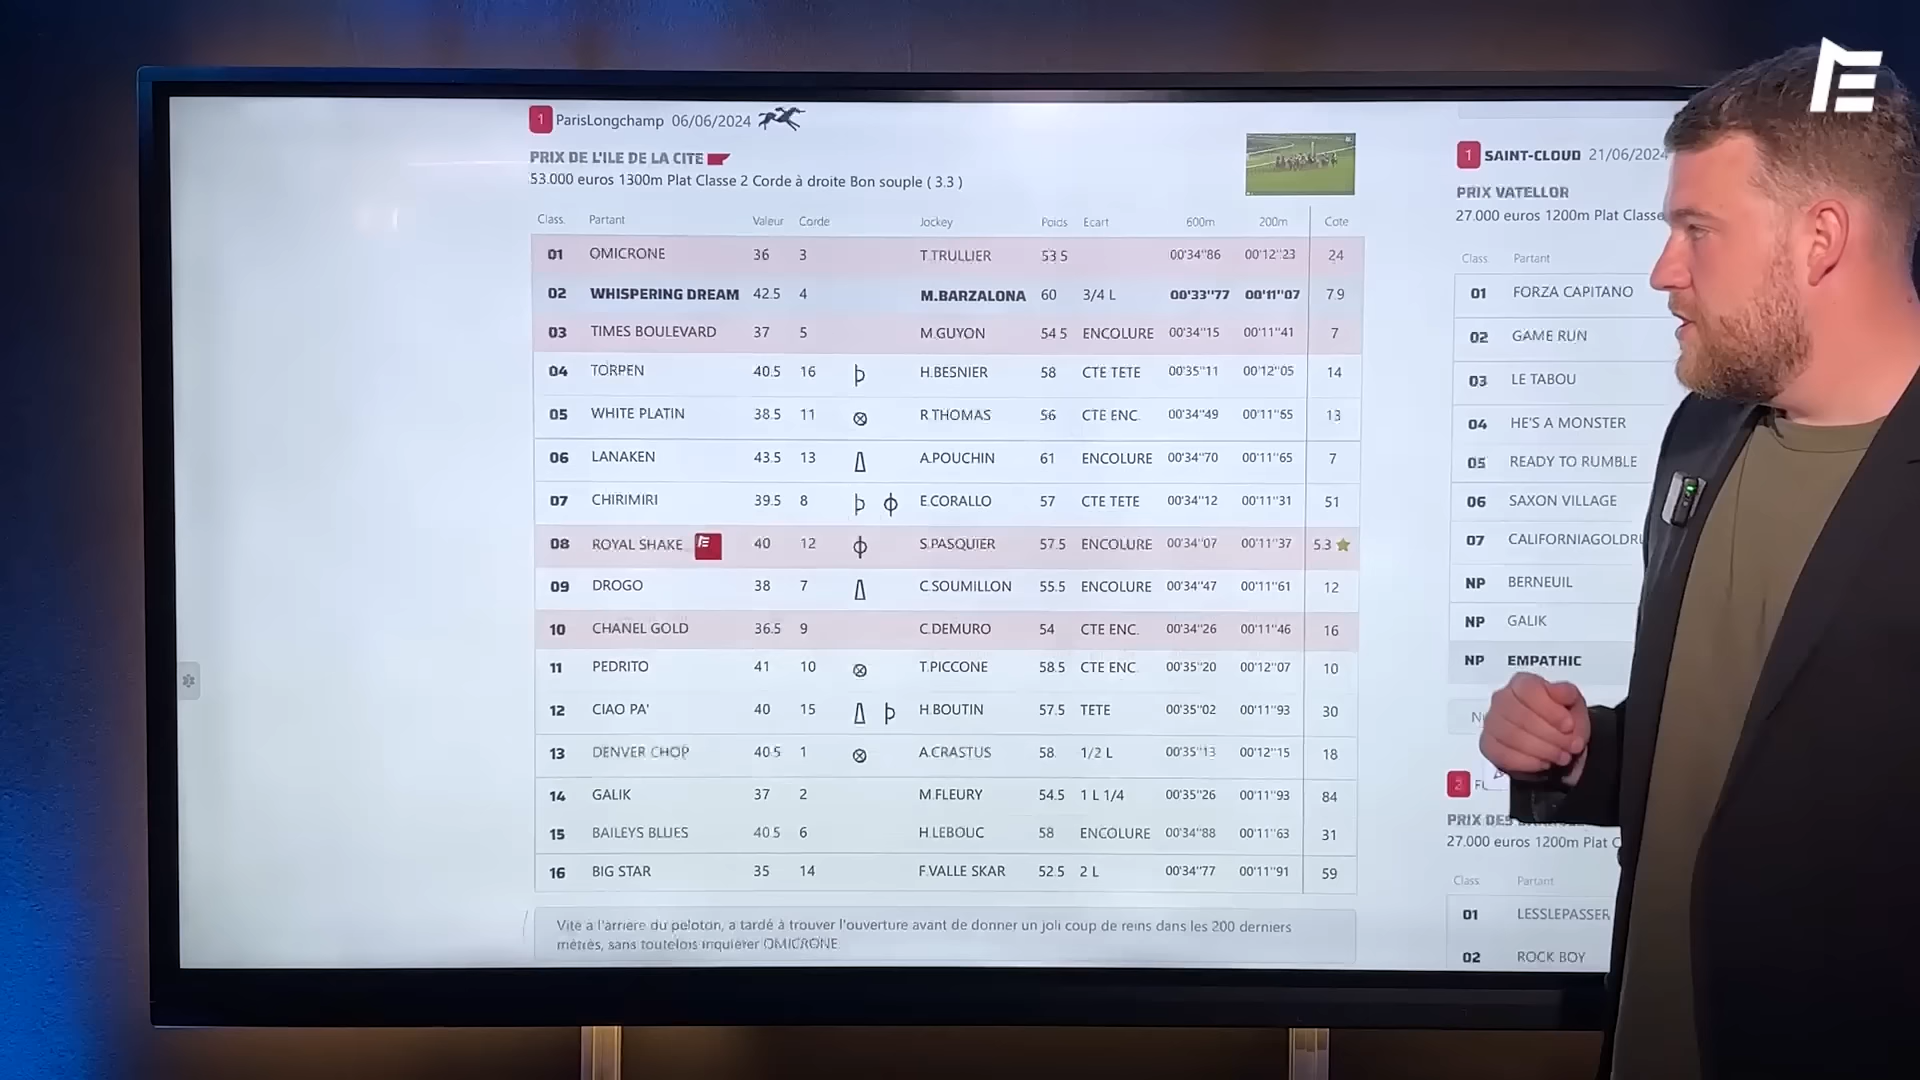 1 ParisLongchamp 06/06/2024
PRIX DE L'ILE DE LA CITE
53.000 euros 1300m Plat Classe 2 Corde à droite Bon souple ( 3.3 )
Class. Partant Valeur Corde Jockey Poids Ecart 600m 200m Cote
01 OMICRONE 36 3 T.TRULLIER 53.5 00'34''86 00'12''23 24
02 WHISPERING DREAM 42.5 4 M.BARZALONA 60 3/4 L 00'33''77 00'11''07 7.9
03 TIMES BOULEVARD 37 5 M.GUYON 54.5 ENCOLURE 00'34''15 00'11''41 7
04 TORPEN 40.5 16 H.BESNIER 58 CTE TETE 00'35''11 00'12''05 14
05 WHITE PLATIN 38.5 11 R.THOMAS 56 CTE ENC. 00'34''49 00'11''55 13
06 LANAKEN 43.5 13 A.POUCHIN 61 ENCOLURE 00'34''70 00'11''65 7
07 CHIRIMIRI 39.5 8 E.CORALLO 57 CTE TETE 00'34''12 00'11''31 51
08 ROYAL SHAKE E 40 12 S.PASQUIER 57.5 ENCOLURE 00'34''07 00'11''37 5.3
09 DROGO 38 7 C.SOUMILLON 55.5 ENCOLURE 00'34''47 00'11''61 12
10 CHANEL GOLD 36.5 9 C.DEMURO 54 CTE ENC. 00'34''26 00'11''46 16
11 PEDRITO 41 10 T.PICCONE 58.5 CTE ENC. 00'35''20 00'12''07 10
12 CIAO PA' 40 15 H.BOUTIN 57.5 TETE 00'35''02 00'11''93 30
13 DENVER CHOP 40.5 1 A.CRASTUS 58 1/2 L 00'35''13 00'12''15 18
14 GALIK 37 2 M.FLEURY 54.5 1 L 1/4 00'35''26 00'11''93 84
15 BAILEYS BLUES 40.5 6 H.LEBOUC 58 ENCOLURE 00'34''88 00'11''63 31
16 BIG STAR 35 14 F.VALLE SKAR 52.5 2 L 00'34''77 00'11''91 59
Vite à l'arrière du peloton, a tardé à trouver l'ouverture avant de donner un joli coup de reins dans les 200 derniers
mètres, sans toutefois inquiéter OMICRONE.
1 SAINT-CLOUD 21/06/2024
PRIX VATELLOR
27.000 euros 1200m Plat Classe
Class. Partant
01 FORZA CAPITANO
02 GAME RUN
03 LE TABOU
04 HE'S A MONSTER
05 READY TO RUMBLE
06 SAXON VILLAGE
07 CALIFORNIAGOLDRU
NP BERNEUIL
NP GALIK
NP EMPATHIC
2
PRIX DES
27.000 euros 1200m Plat C
Class. Partant
01 LESSLEPASSER
02 ROCK BOY
E